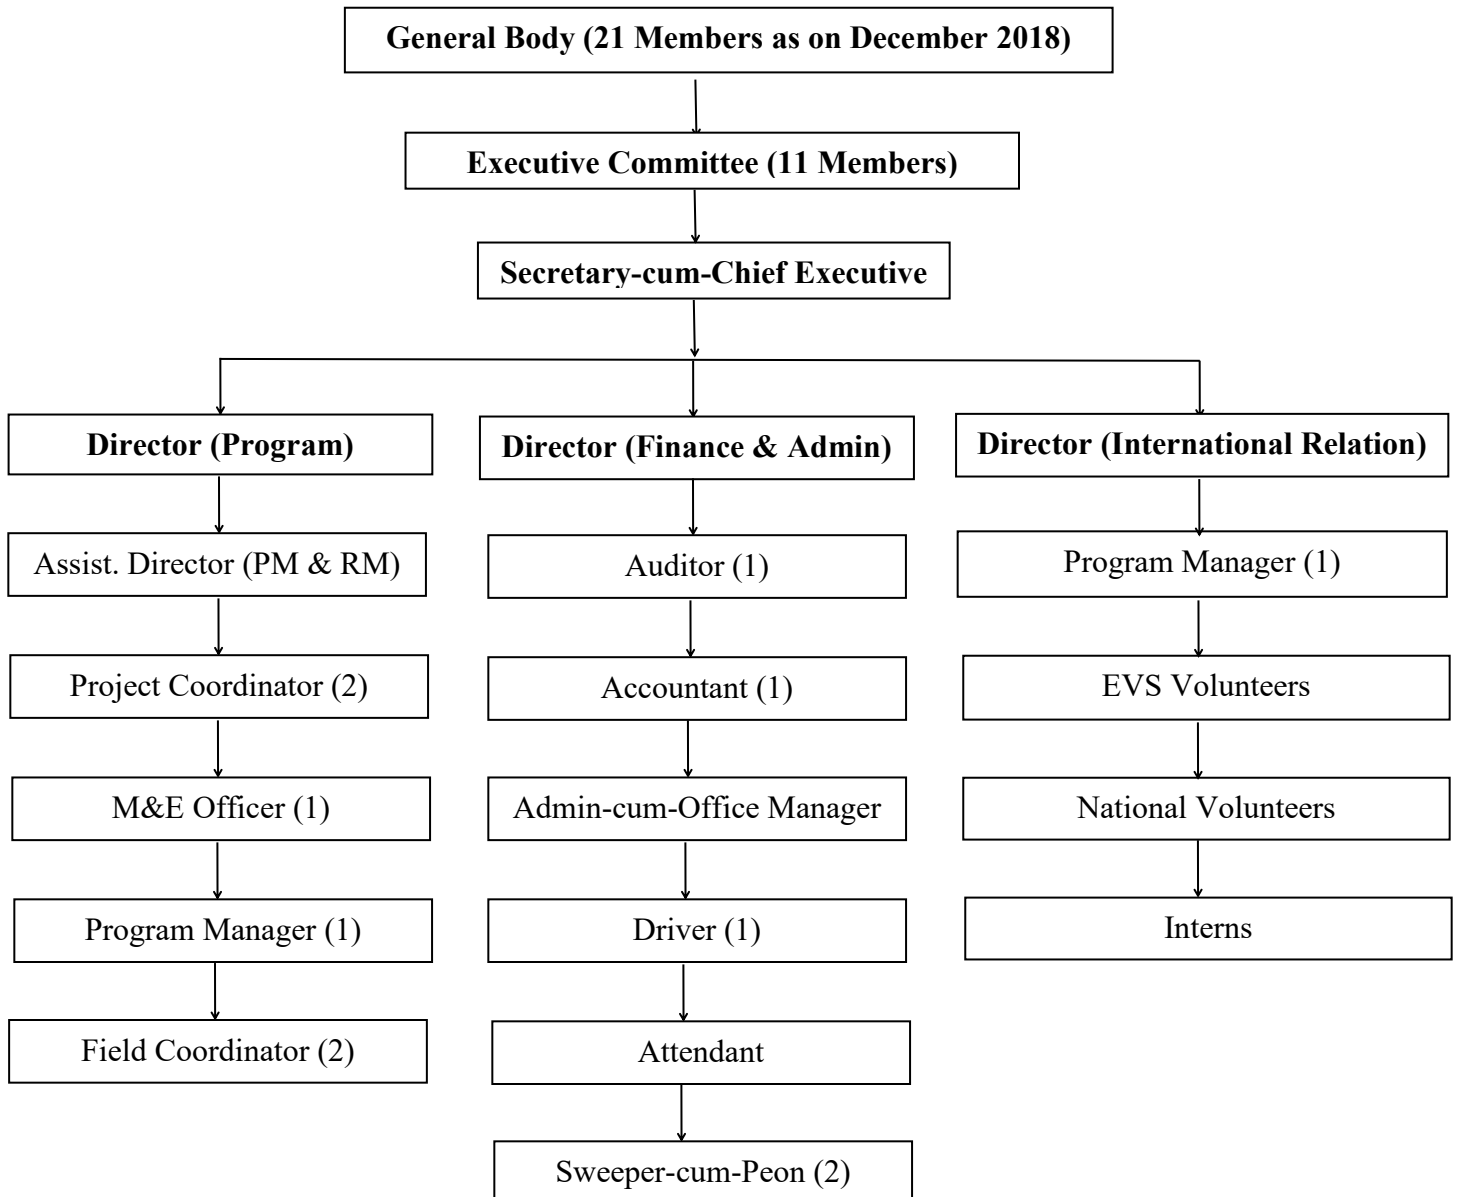 General Body (21 Members as on December 2018)
Executive Committee (11 Members)
Secretary-cum-Chief Executive
Director (Program)
Director (Finance & Admin)
Director (International Relation)
Assist. Director (PM & RM)
Auditor (1)
Program Manager (1)
Project Coordinator (2)
Accountant (1)
EVS Volunteers
M&E Officer (1)
Admin-cum-Office Manager
National Volunteers
Program Manager (1)
Driver (1)
Interns
Field Coordinator (2)
Attendant
Sweeper-cum-Peon (2)